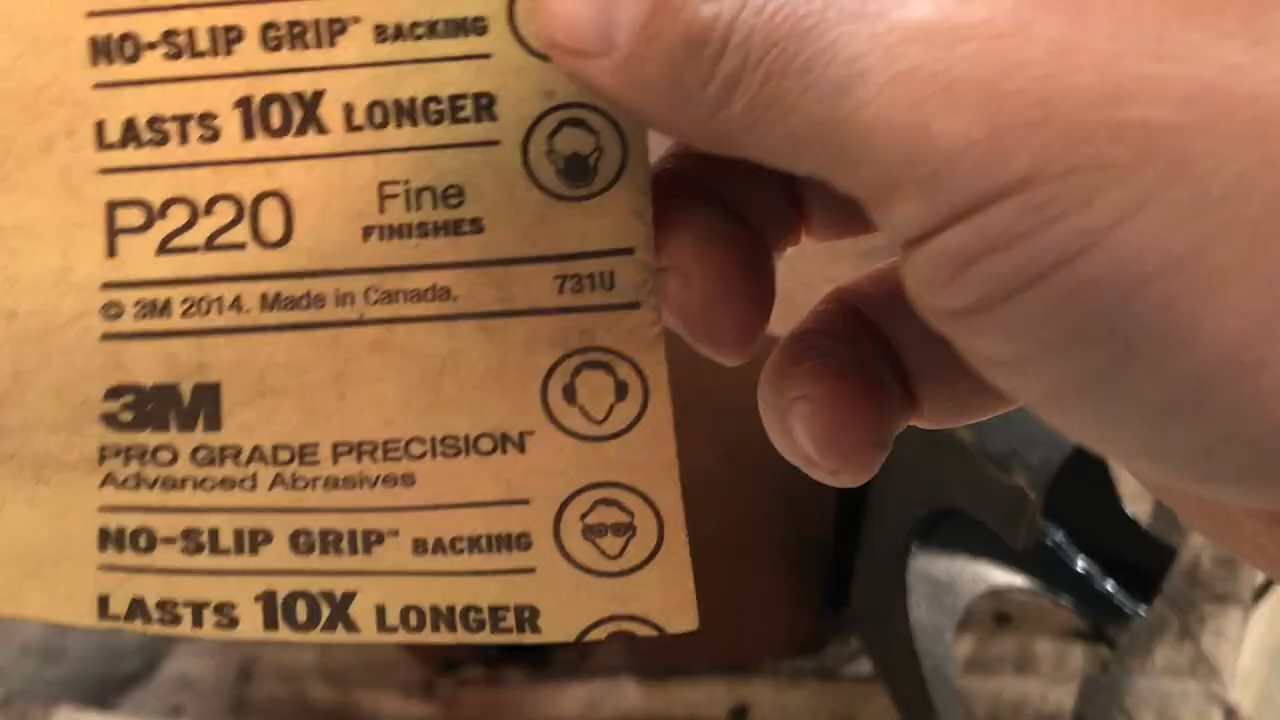 NO-SLIP GRIP™ BACKING
LASTS 10X LONGER
P220 Fine
FINISHES
© 3M 2014. Made in Canada. 731U
3M
PRO GRADE PRECISION™
Advanced Abrasives
NO-SLIP GRIP™ BACKING
LASTS 10X LONGER